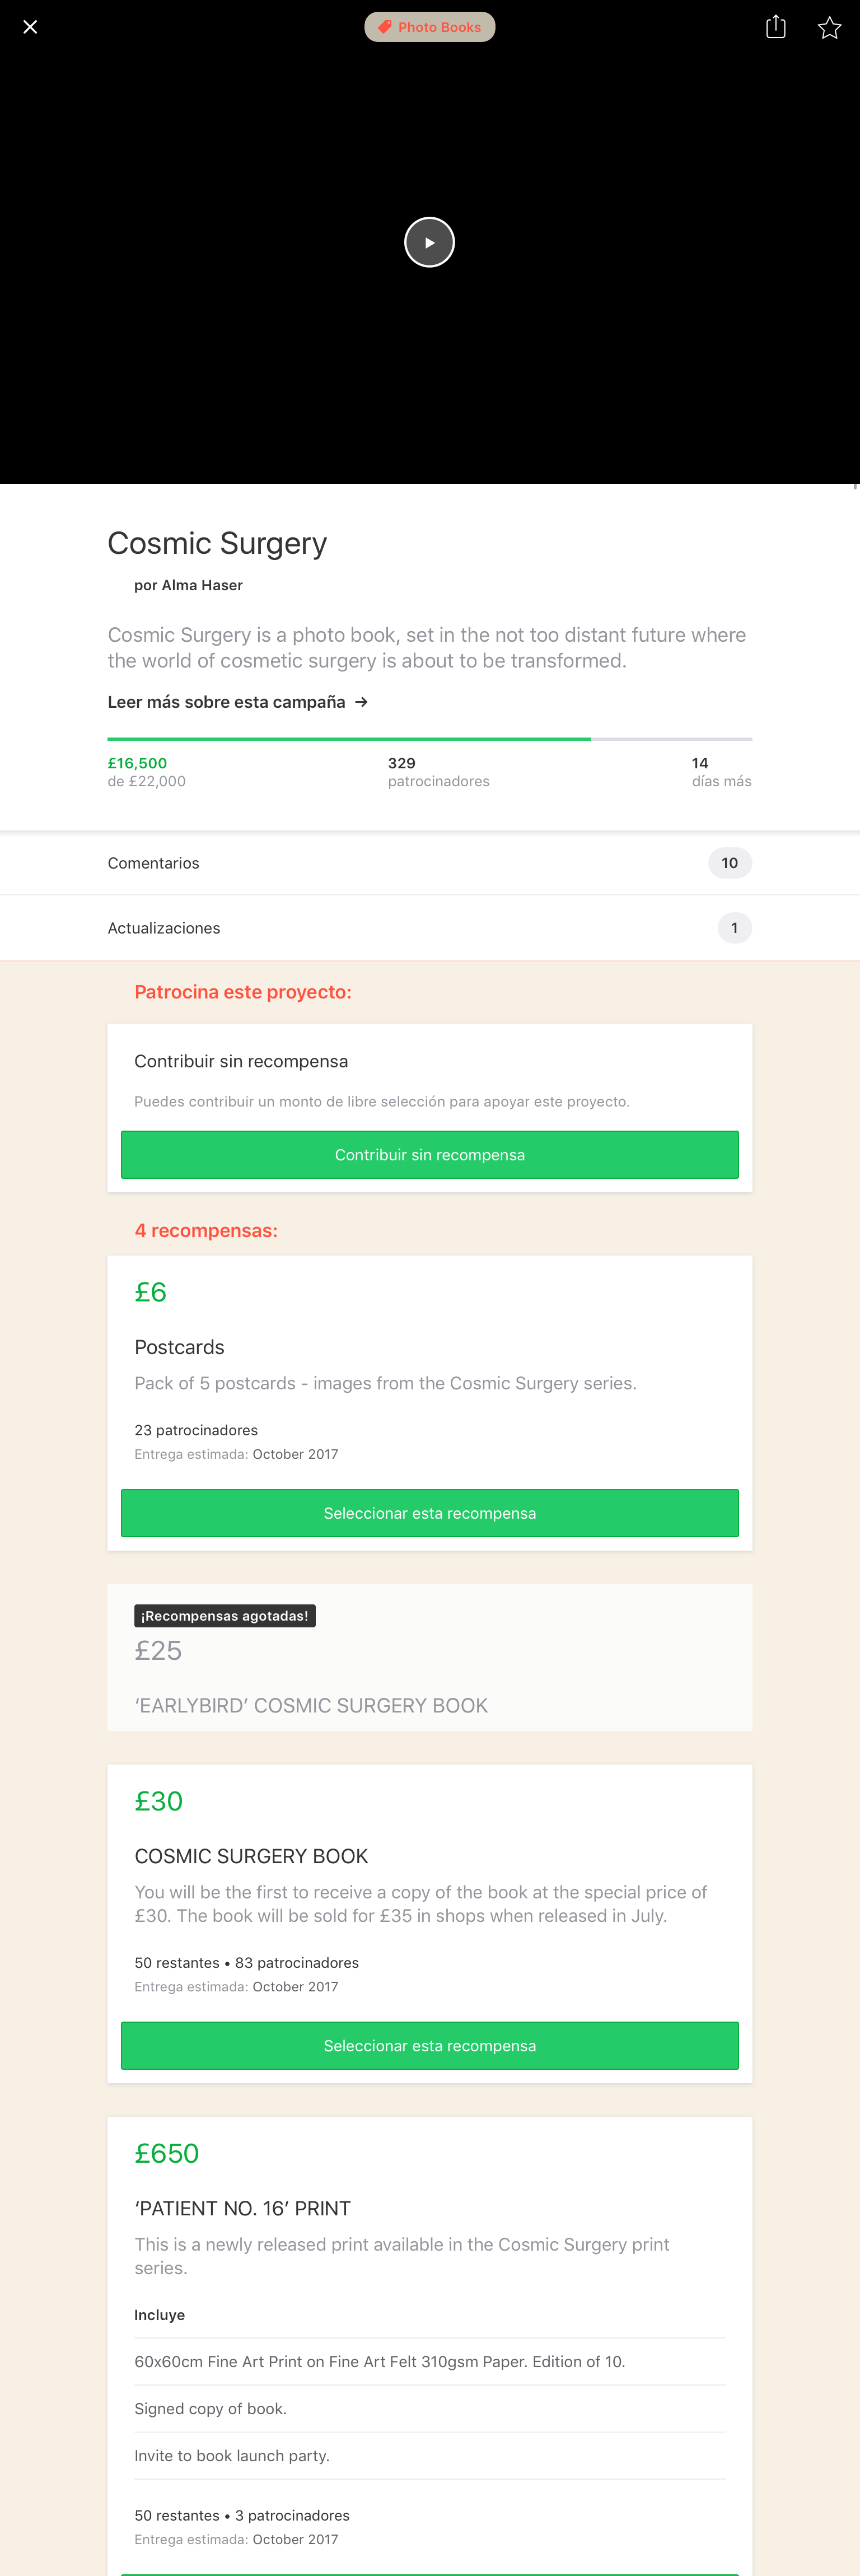 Photo Books
Cosmic Surgery
por Alma Haser
Cosmic Surgery is a photo book, set in the not too distant future where
the world of cosmetic surgery is about to be transformed.
Leer más sobre esta campaña →
£16,500
de £22,000
329
patrocinadores
14
días más
Comentarios
10
Actualizaciones
1
Patrocina este proyecto:
Contribuir sin recompensa
Puedes contribuir un monto de libre selección para apoyar este proyecto.
Contribuir sin recompensa
4 recompensas:
£6
Postcards
Pack of 5 postcards - images from the Cosmic Surgery series.
23 patrocinadores
Entrega estimada: October 2017
Seleccionar esta recompensa
¡Recompensas agotadas!
£25
‘EARLYBIRD’ COSMIC SURGERY BOOK
£30
COSMIC SURGERY BOOK
You will be the first to receive a copy of the book at the special price of
£30. The book will be sold for £35 in shops when released in July.
50 restantes • 83 patrocinadores
Entrega estimada: October 2017
Seleccionar esta recompensa
£650
‘PATIENT NO. 16’ PRINT
This is a newly released print available in the Cosmic Surgery print
series.
Incluye
60x60cm Fine Art Print on Fine Art Felt 310gsm Paper. Edition of 10.
Signed copy of book.
Invite to book launch party.
50 restantes • 3 patrocinadores
Entrega estimada: October 2017